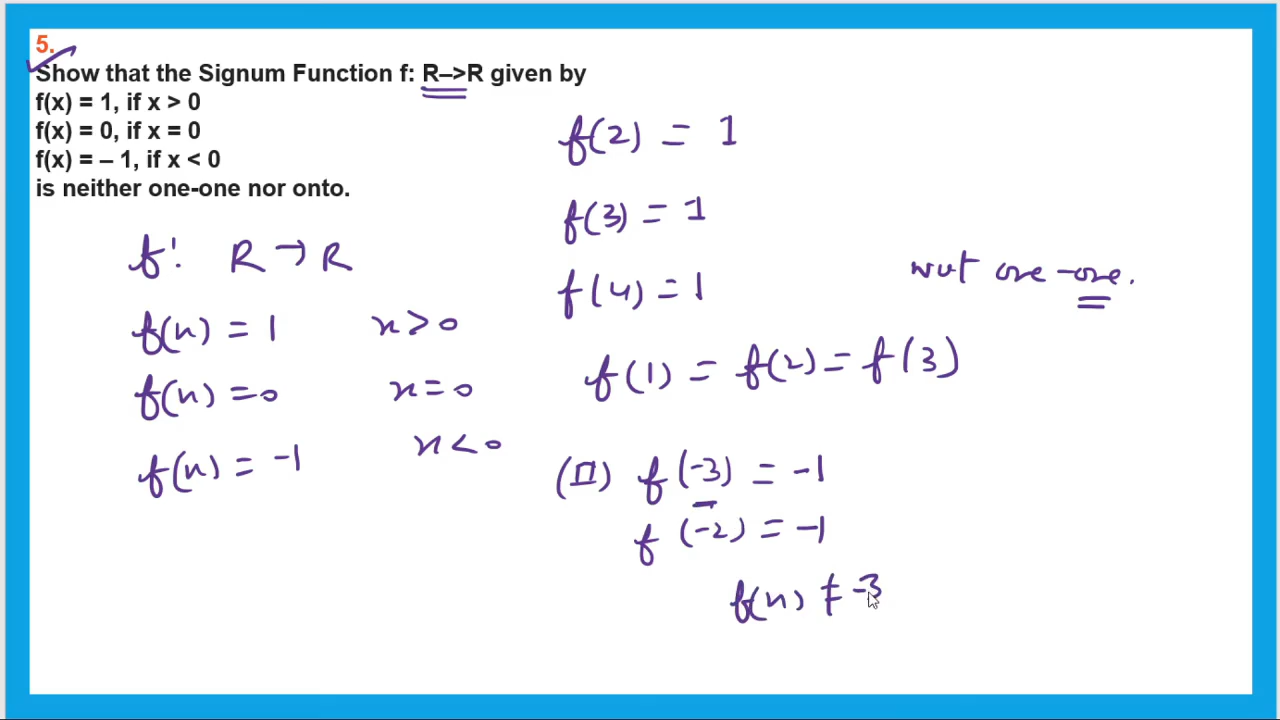 5.
Show that the Signum Function f: R–>R given by
f(x) = 1, if x > 0
f(x) = 0, if x = 0
f(x) = – 1, if x < 0
is neither one-one nor onto.
f: R → R
f(x) = 1 x > 0
f(x) = 0 x = 0
f(x) = -1 x < 0
f(2) = 1
f(3) = 1
f(4) = 1
not one-one.
f(1) = f(2) = f(3)
(II) f(-3) = -1
f(-2) = -1
f(x) ≠ -3